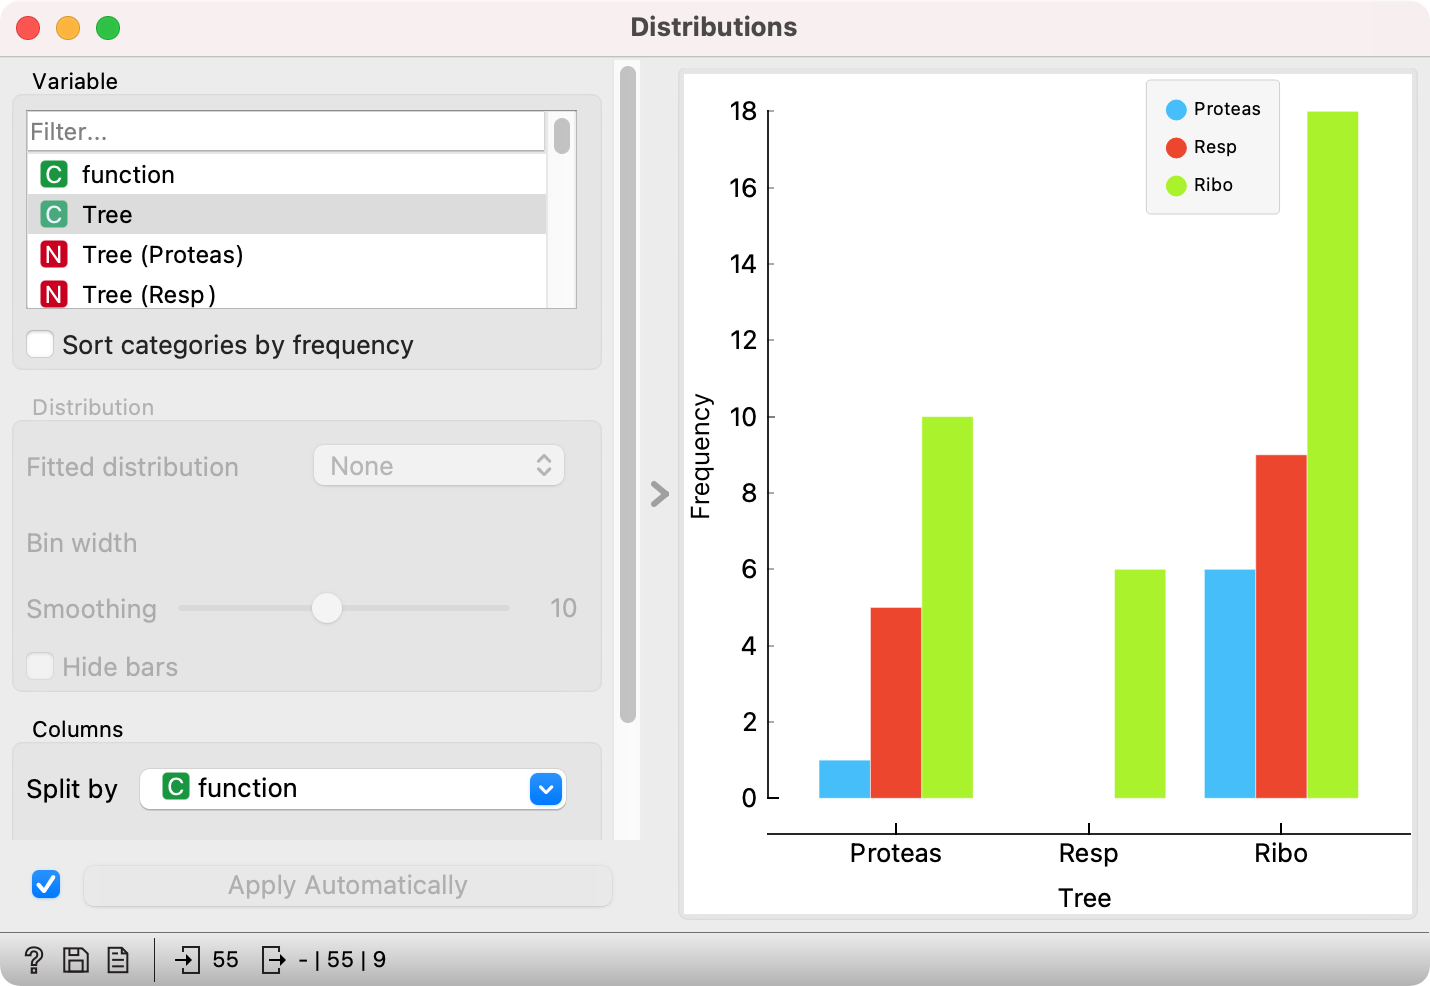 Distributions
Variable
Filter...
C function
C Tree
N Tree (Proteas)
N Tree (Resp)
Sort categories by frequency
Distribution
Fitted distribution None
Bin width
Smoothing 10
Hide bars
Columns
Split by C function
Apply Automatically
? 55 - | 55 | 9
Proteas
Resp
Ribo
18
16
14
12
10
8
6
4
2
0
Frequency
Proteas Resp Ribo
Tree